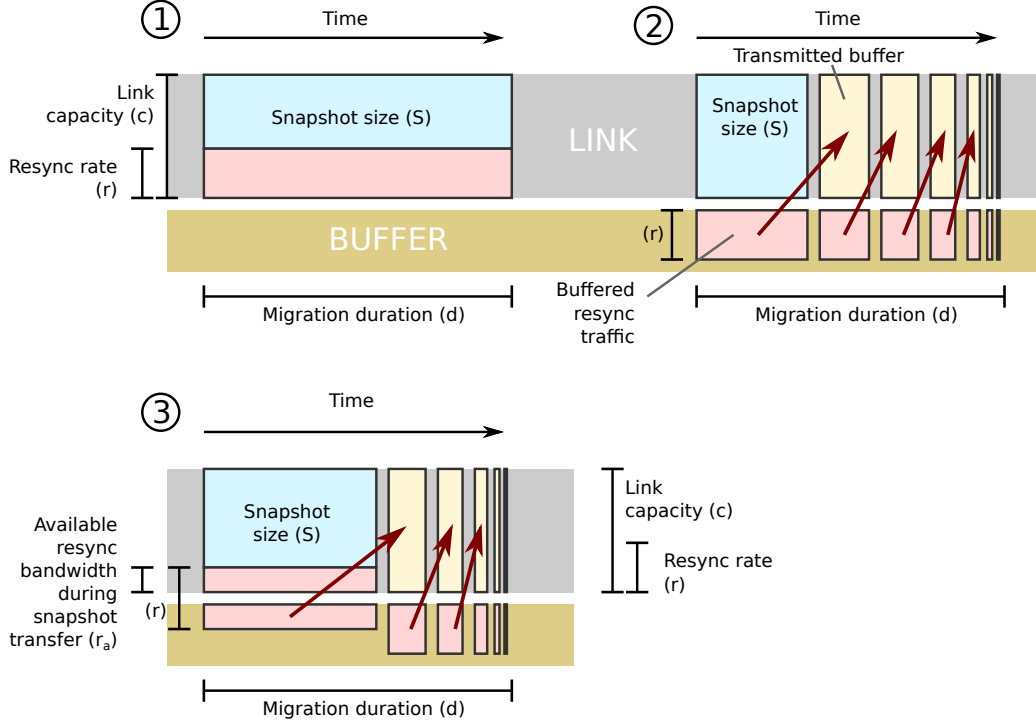 1
Time
Link
capacity (c)
Resync rate
(r)
Snapshot size (S)
LINK
BUFFER
Migration duration (d)
2
Time
Transmitted buffer
Snapshot
size (S)
(r)
Buffered
resync
traffic
Migration duration (d)
3
Time
Available
resync
bandwidth
during
snapshot
transfer (rₐ)
(r)
Snapshot
size (S)
Link
capacity (c)
Resync rate
(r)
Migration duration (d)